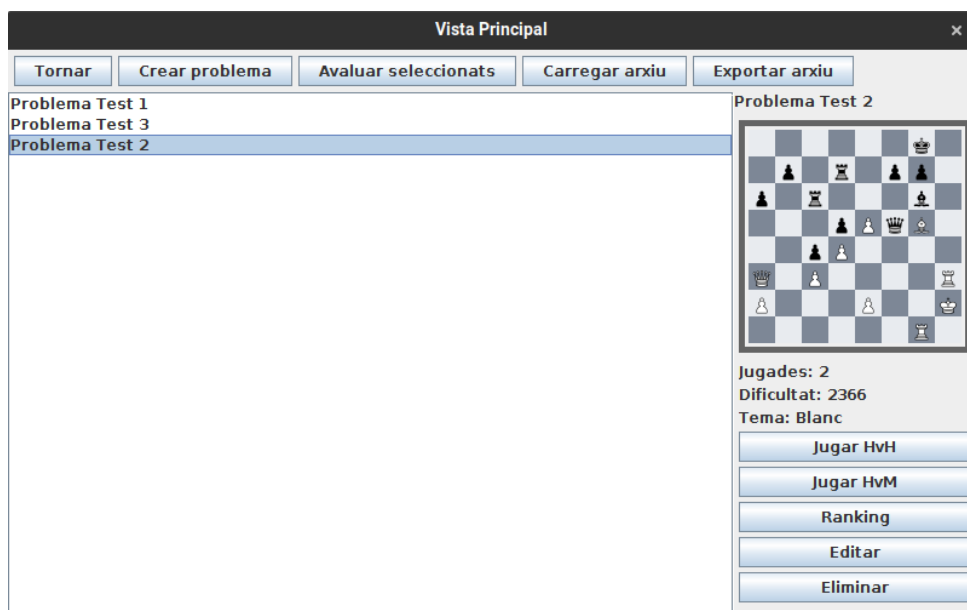 Vista Principal
Tornar Crear problema Avaluar seleccionats Carregar arxiu Exportar arxiu
Problema Test 1
Problema Test 3
Problema Test 2
Problema Test 2
Jugades: 2
Dificultat: 2366
Tema: Blanc
Jugar HvH
Jugar HvM
Ranking
Editar
Eliminar